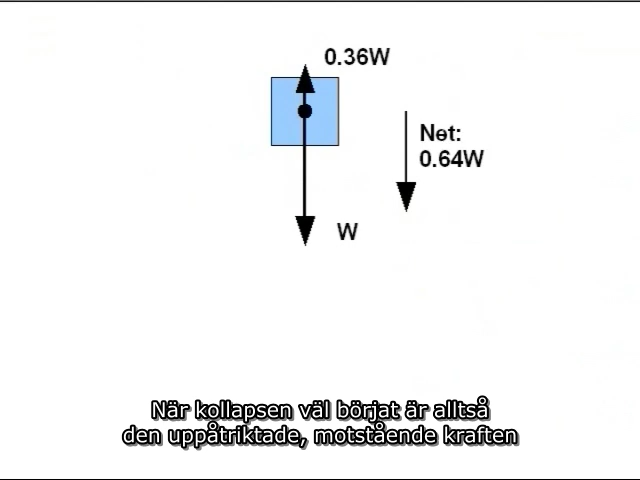 0.36W
Net:
0.64W
W
När kollapsen väl börjat är alltså
den uppåtriktade, motstående kraften